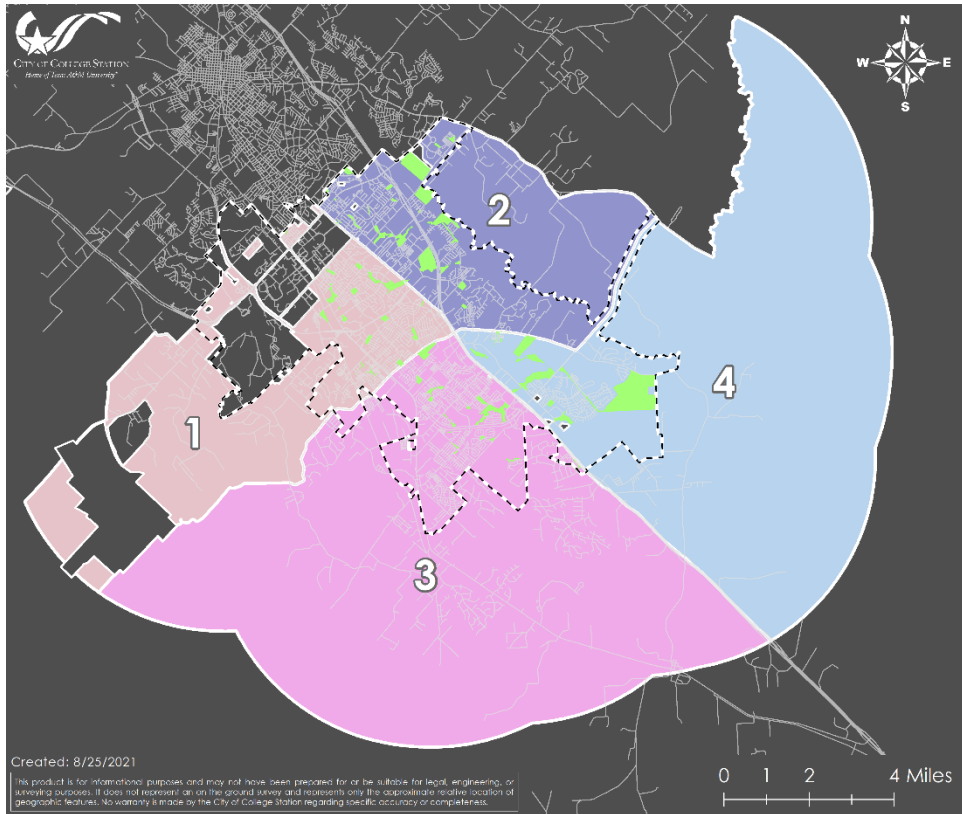 CITY OF COLLEGE STATION
Home of Texas A&M University®
N
W E
S
2
4
1
3
Created: 8/25/2021
This product is for informational purposes and may not have been prepared for or be suitable for legal, engineering, or
surveying purposes. It does not represent an on the ground survey and represents only the approximate relative location of
geographic features. No warranty is made by the City of College Station regarding specific accuracy or completeness.
0 1 2 4 Miles